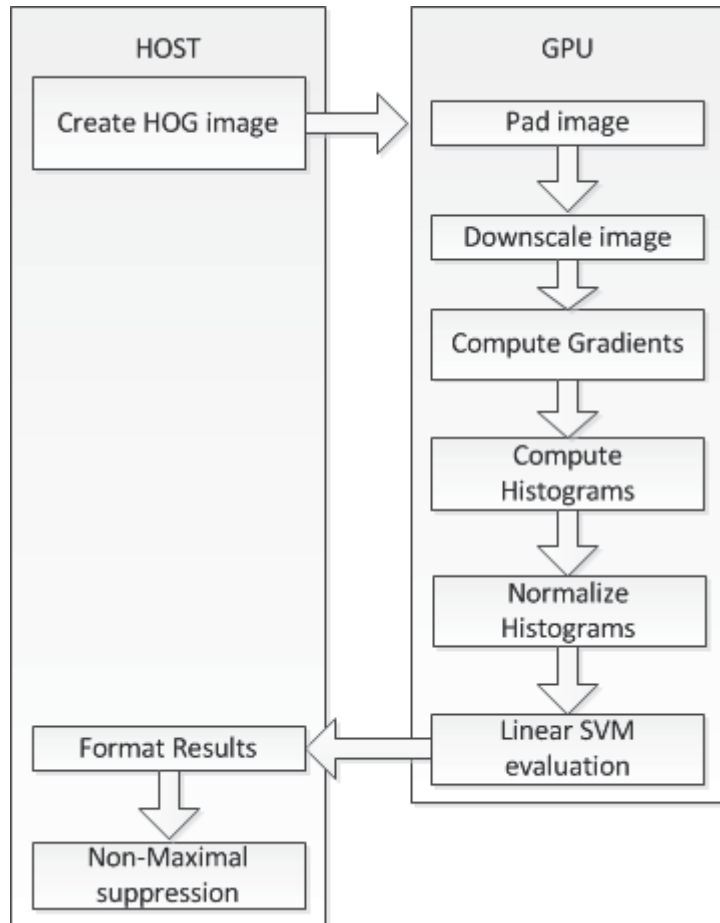 HOST
Create HOG image
GPU
Pad image
Downscale image
Compute Gradients
Compute
Histograms
Normalize
Histograms
Linear SVM
evaluation
Format Results
Non-Maximal
suppression